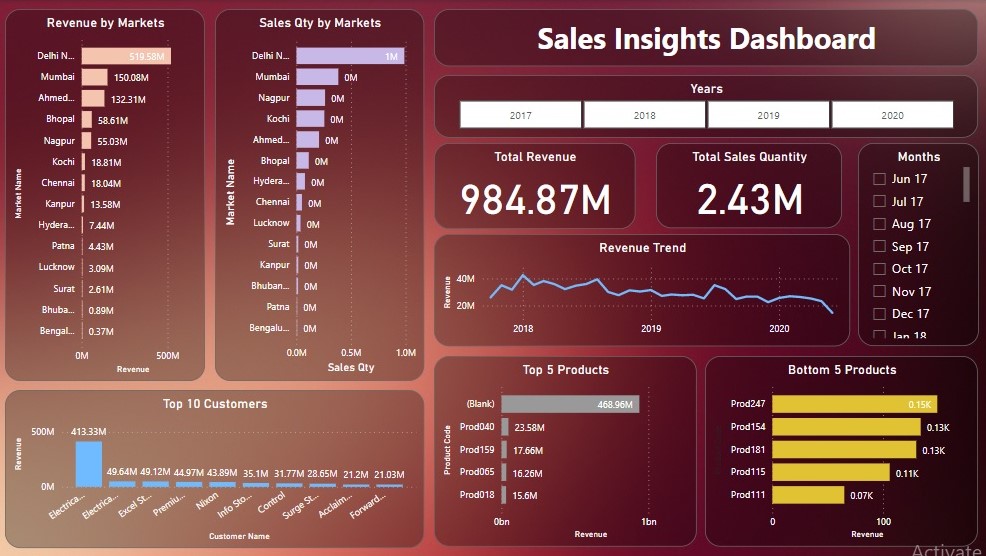 Revenue by Markets
Market Name
Delhi N... 519.58M
Mumbai 150.08M
Ahmed... 132.31M
Bhopal 58.61M
Nagpur 55.03M
Kochi 18.81M
Chennai 18.04M
Kanpur 13.58M
Hydera... 7.44M
Patna 4.43M
Lucknow 3.09M
Surat 2.61M
Bhuba... 0.89M
Bengal... 0.37M
0M 500M
Revenue
Sales Qty by Markets
Market Name
Delhi N... 1M
Mumbai 0M
Nagpur 0M
Kochi 0M
Ahmed... 0M
Bhopal 0M
Hydera... 0M
Chennai 0M
Lucknow 0M
Surat 0M
Kanpur 0M
Bhuban... 0M
Patna 0M
Bengalu... 0M
0.0M 0.5M 1.0M
Sales Qty
Sales Insights Dashboard
Years
2017 2018 2019 2020
Total Revenue
984.87M
Total Sales Quantity
2.43M
Months
Jun 17
Jul 17
Aug 17
Sep 17
Oct 17
Nov 17
Dec 17
Jan 18
Revenue Trend
Revenue
40M
20M
2018 2019 2020
Top 10 Customers
Revenue
500M
0M
413.33M 49.64M 49.12M 44.97M 43.89M 35.1M 31.77M 28.65M 21.2M 21.03M
Electrica... Electrica... Excel St... Premiu... Nixon Info Sto... Control Surge St... Acclaim... Forward...
Customer Name
Top 5 Products
Product Code
(Blank) 468.96M
Prod040 23.58M
Prod159 17.66M
Prod065 16.26M
Prod018 15.6M
0bn 1bn
Revenue
Bottom 5 Products
Prod247 0.15K
Prod154 0.13K
Prod181 0.13K
Prod115 0.11K
Prod111 0.07K
0 100
Revenue
Activate